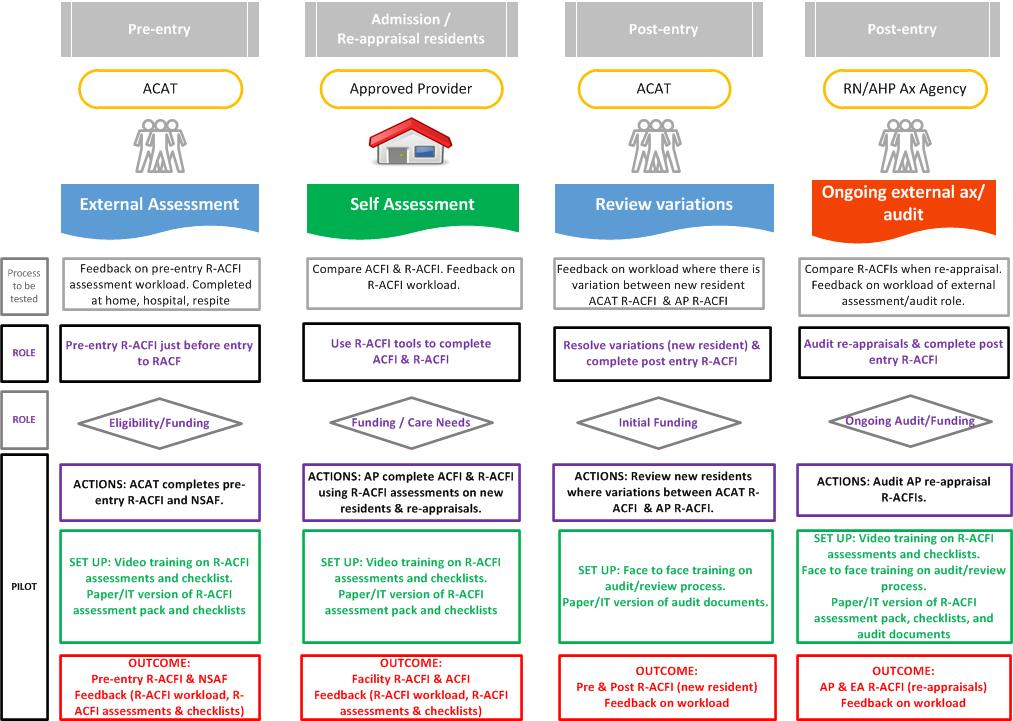 Pre-entry
Admission /
Re-appraisal residents
Post-entry
Post-entry
ACAT
Approved Provider
ACAT
RN/AHP Ax Agency
External Assessment
Self Assessment
Review variations
Ongoing external ax/
audit
Process
to be
tested
Feedback on pre-entry R-ACFI
assessment workload. Completed
at home, hospital, respite
Compare ACFI & R-ACFI. Feedback on
R-ACFI workload.
Feedback on workload where there is
variation between new resident
ACAT R-ACFI & AP R-ACFI
Compare R-ACFIs when re-appraisal.
Feedback on workload of external
assessment/audit role.
ROLE
Pre-entry R-ACFI just before entry
to RACF
Use R-ACFI tools to complete
ACFI & R-ACFI
Resolve variations (new resident) &
complete post entry R-ACFI
Audit re-appraisals & complete post
entry R-ACFI
ROLE
Eligibility/Funding
Funding / Care Needs
Initial Funding
Ongoing Audit/Funding
PILOT
ACTIONS: ACAT completes pre-
entry R-ACFI and NSAF.
ACTIONS: AP complete ACFI & R-ACFI
using R-ACFI assessments on new
residents & re-appraisals.
ACTIONS: Review new residents
where variations between ACAT R-
ACFI & AP R-ACFI.
ACTIONS: Audit AP re-appraisal
R-ACFIs.
SET UP: Video training on R-ACFI
assessments and checklist.
Paper/IT version of R-ACFI
assessment pack and checklists
SET UP: Video training on R-ACFI
assessments and checklists.
Paper/IT version of R-ACFI
assessment pack and checklists
SET UP: Face to face training on
audit/review process.
Paper/IT version of audit documents.
SET UP: Video training on R-ACFI
assessments and checklists.
Face to face training on audit/review
process.
Paper/IT version of R-ACFI
assessment pack, checklists, and
audit documents
OUTCOME:
Pre-entry R-ACFI & NSAF
Feedback (R-ACFI workload, R-
ACFI assessments & checklists)
OUTCOME:
Facility R-ACFI & ACFI
Feedback (R-ACFI workload, R-ACFI
assessments & checklists)
OUTCOME:
Pre & Post R-ACFI (new resident)
Feedback on workload
OUTCOME:
AP & EA R-ACFI (re-appraisals)
Feedback on workload